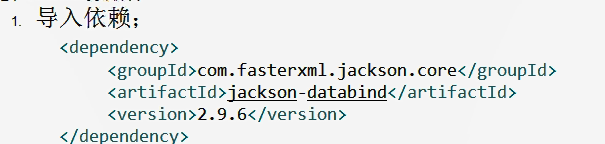 1. 导入依赖；
<dependency>
<groupId>com.fasterxml.jackson.core</groupId>
<artifactId>jackson-databind</artifactId>
<version>2.9.6</version>
</dependency>